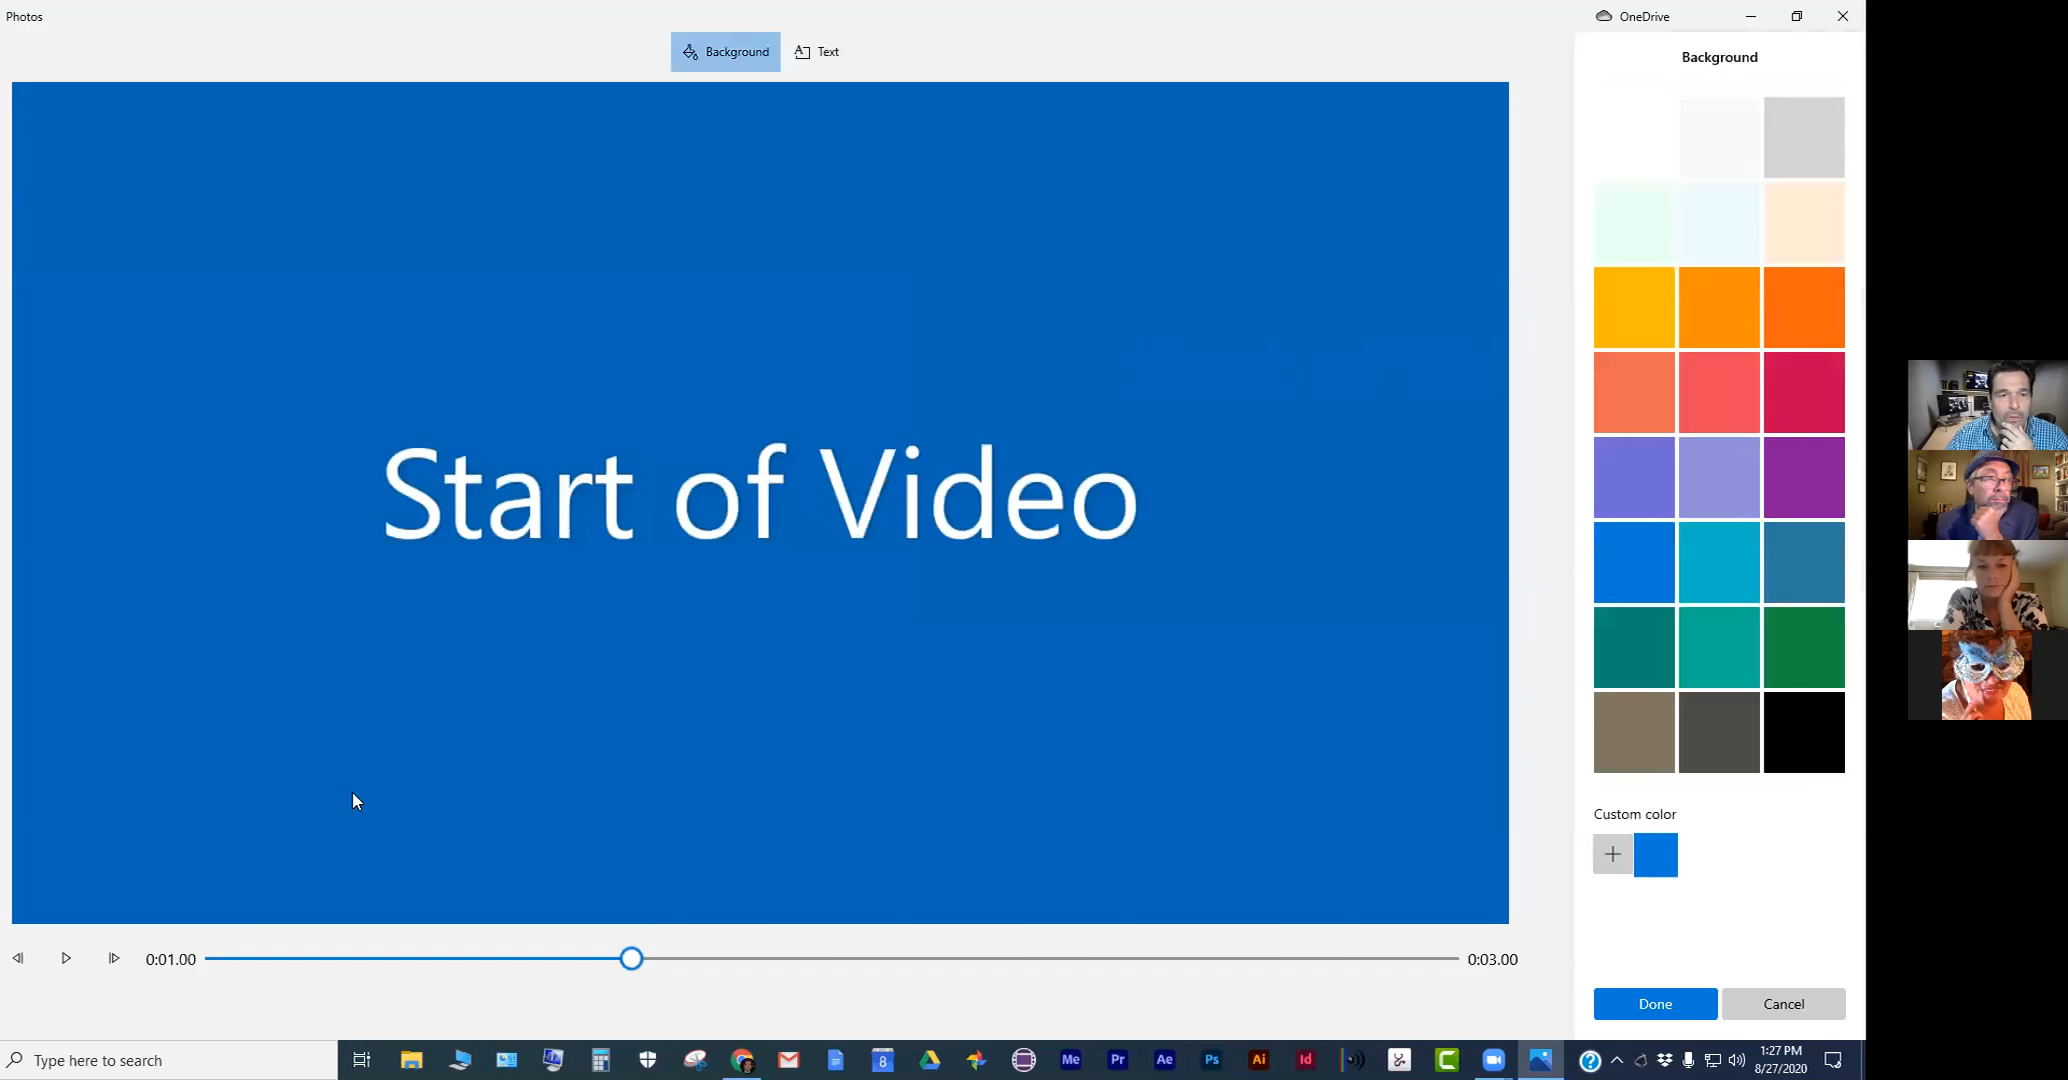 Photos
OneDrive
Background
Text
Background
Start of Video
Custom color
0:01.00
0:03.00
Done
Cancel
Type here to search
8
Me
Pr
Ae
Ps
Ai
Id
1:27 PM
8/27/2020